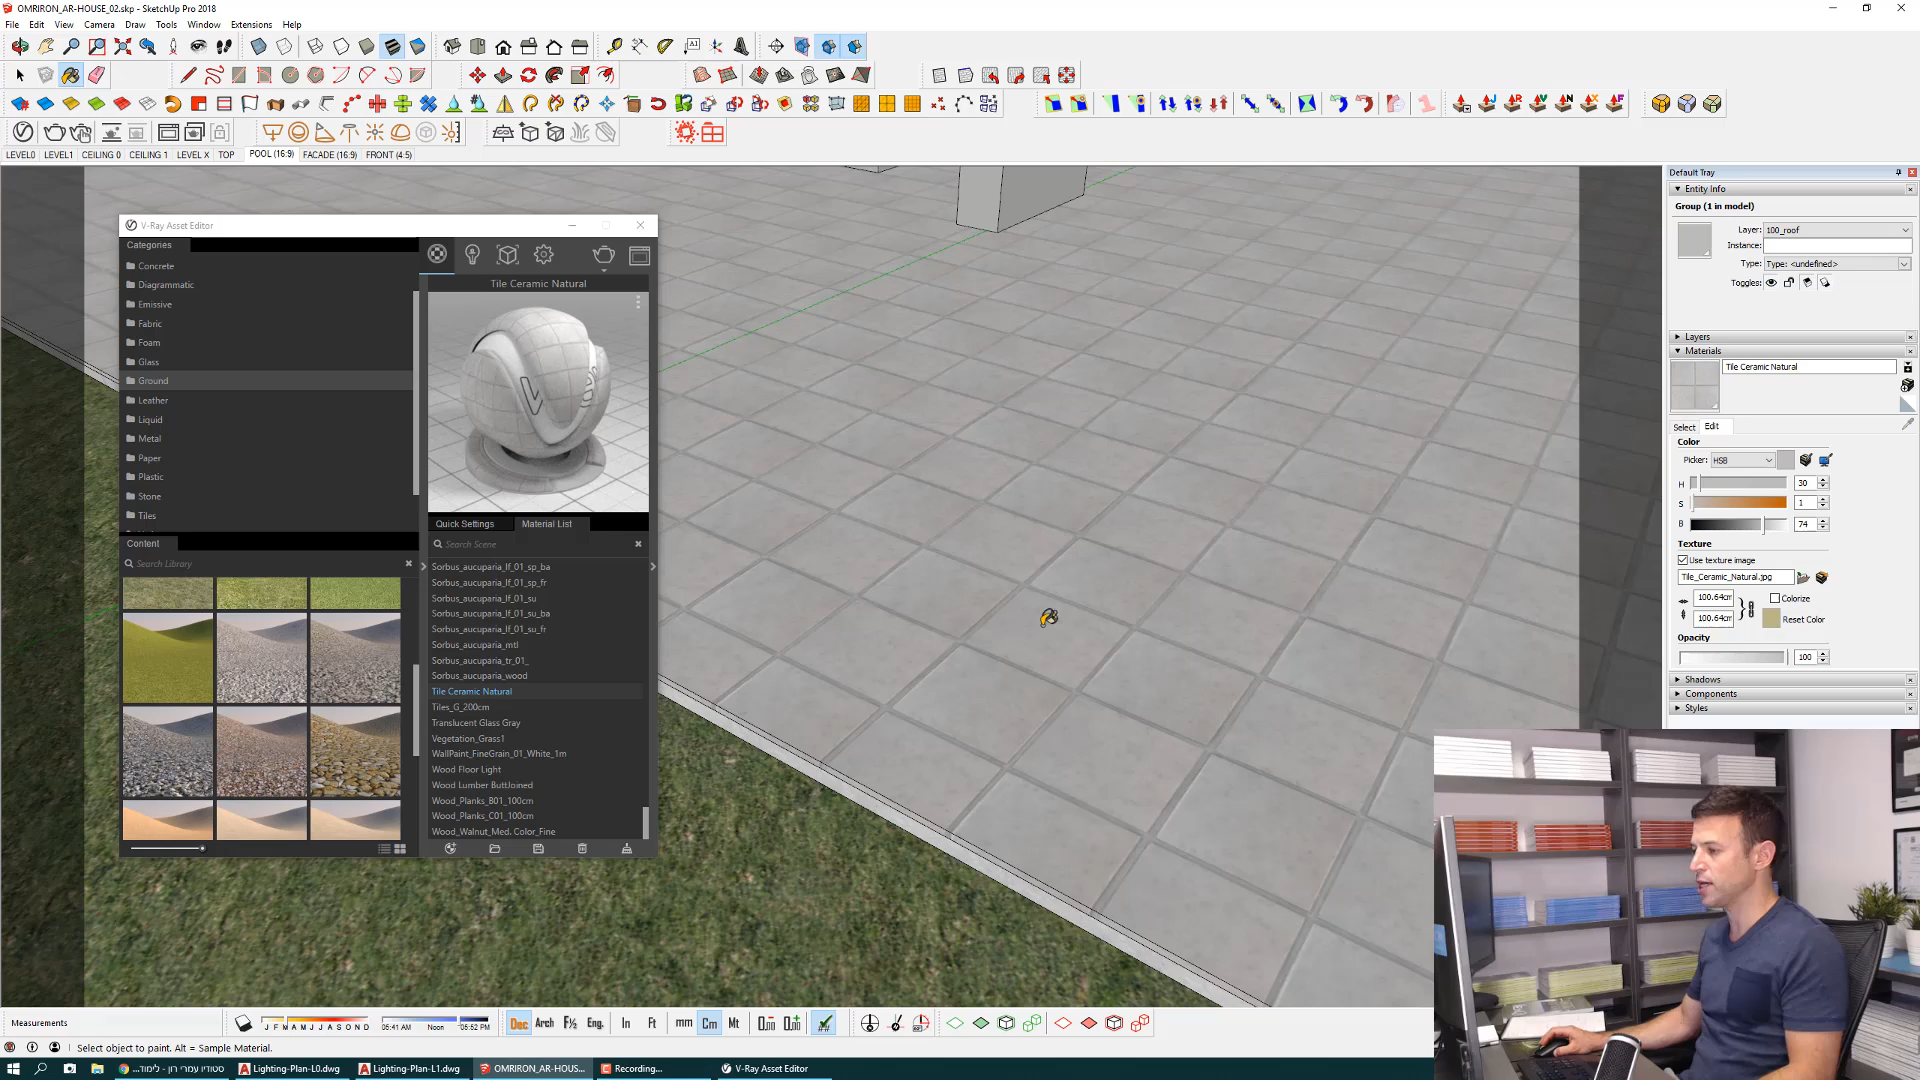 OMRIRON_AR-HOUSE_02.skp - SketchUp Pro 2018
File Edit View Camera Draw Tools Window Extensions Help
LEVEL0 LEVEL1 CEILING 0 CEILING 1 LEVEL X TOP POOL (16:9) FACADE (16:9) FRONT (4:5)
V-Ray Asset Editor
Categories
Concrete
Diagrammatic
Emissive
Fabric
Foam
Glass
Ground
Leather
Liquid
Metal
Paper
Plastic
Stone
Tiles
Content
Search Library
Tile Ceramic Natural
Quick Settings Material List
Search Scene
Sorbus_aucuparia_lf_01_sp_ba
Sorbus_aucuparia_lf_01_sp_fr
Sorbus_aucuparia_lf_01_su
Sorbus_aucuparia_lf_01_su_ba
Sorbus_aucuparia_lf_01_su_fr
Sorbus_aucuparia_mtl
Sorbus_aucuparia_tr_01_
Sorbus_aucuparia_wood
Tile Ceramic Natural
Tiles_G_200cm
Translucent Glass Gray
Vegetation_Grass1
WallPaint_FineGrain_01_White_1m
Wood Floor Light
Wood Lumber ButtJoined
Wood_Planks_B01_100cm
Wood_Planks_C01_100cm
Wood_Walnut_Med. Color_Fine
Default Tray
Entity Info
Group (1 in model)
Layer: 100_roof
Instance:
Type: Type: <undefined>
Toggles:
Layers
Materials
Tile Ceramic Natural
Select Edit
Color
Picker: HSB
H 30
S 1
B 74
Texture
Use texture image
Tile_Ceramic_Natural.jpg
100.64cm Colorize
100.64cm Reset Color
Opacity
100
Shadows
Components
Styles
Measurements
J F M A M J J A S O N D
06:41 AM Noon 05:52 PM
Dec Arch F½ Eng. In Ft mm Cm Mt
Select object to paint. Alt = Sample Material.
סטודיו עמרי רון - לימוד...
Lighting-Plan-L0.dwg
Lighting-Plan-L1.dwg
OMRIRON_AR-HOUS...
Recording...
V-Ray Asset Editor